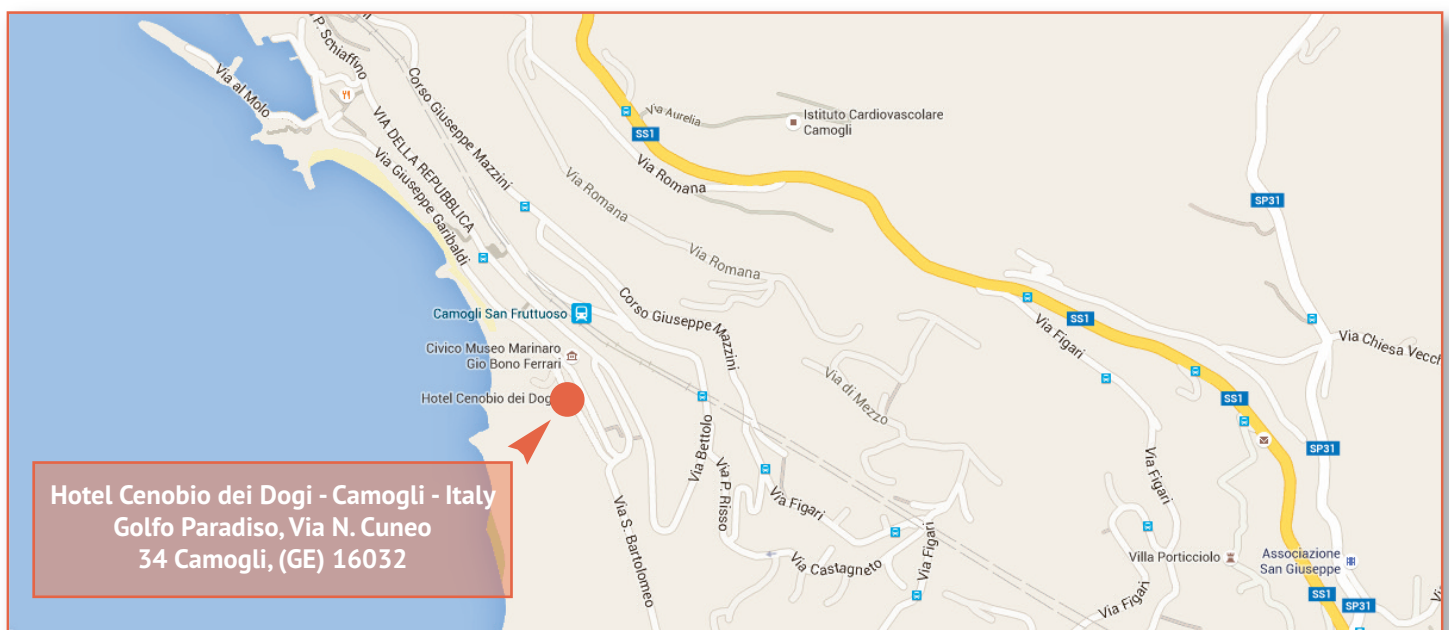 P. Schiaffino
Via al Molo
Corso Giuseppe Mazzini
VIA DELLA REPUBBLICA
Via Giuseppe Garibaldi
Via Aurelia
SS1
Istituto Cardiovascolare
Camogli
Via Romana
Via Romana
Via Romana
SP31
Camogli San Fruttuoso
Corso Giuseppe Mazzini
SS1
Via Figari
Via Chiesa Vecch
Civico Museo Marinaro
Gio Bono Ferrari
Via di Mezzo
Hotel Cenobio dei Dog
SS1
Via Bettolo
SP31
Via P. Risso
Via Figari
Hotel Cenobio dei Dogi - Camogli - Italy
Golfo Paradiso, Via N. Cuneo
34 Camogli, (GE) 16032
Via S. Bartolomeo
Via Figari
Via Castagneto
Via Figari
Villa Porticciolo
Associazione
San Giuseppe
Via Figari
SS1
SP31